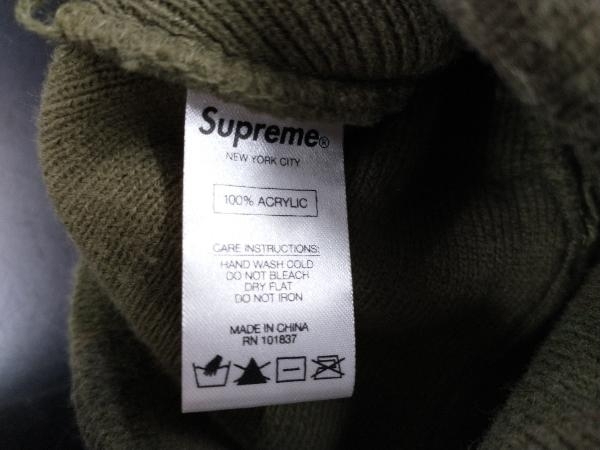 Supreme®
NEW YORK CITY
100% ACRYLIC
CARE INSTRUCTIONS:
HAND WASH COLD
DO NOT BLEACH
DRY FLAT
DO NOT IRON
MADE IN CHINA
RN 101837